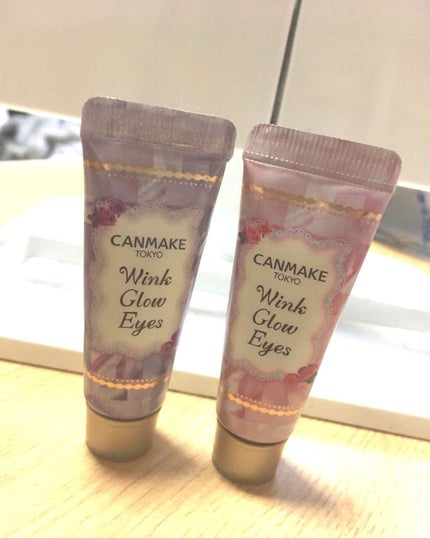 CANMAKE
TOKYO
Wink
Glow
Eyes
CANMAKE
TOKYO
Wink
Glow
Eyes